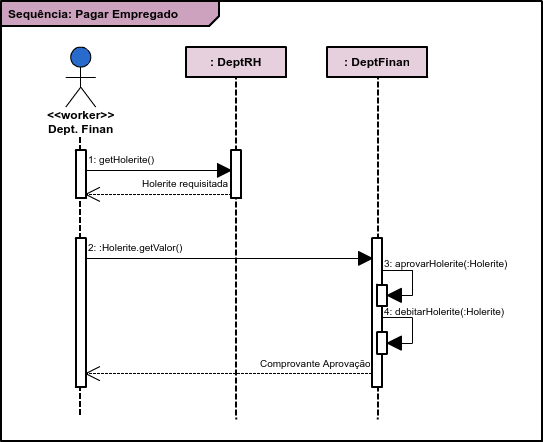 Sequência: Pagar Empregado
: DeptRH
: DeptFinan
<<worker>>
Dept. Finan
1: getHolerite()
Holerite requisitada
2: :Holerite.getValor()
3: aprovarHolerite(:Holerite)
4: debitarHolerite(:Holerite)
Comprovante Aprovação